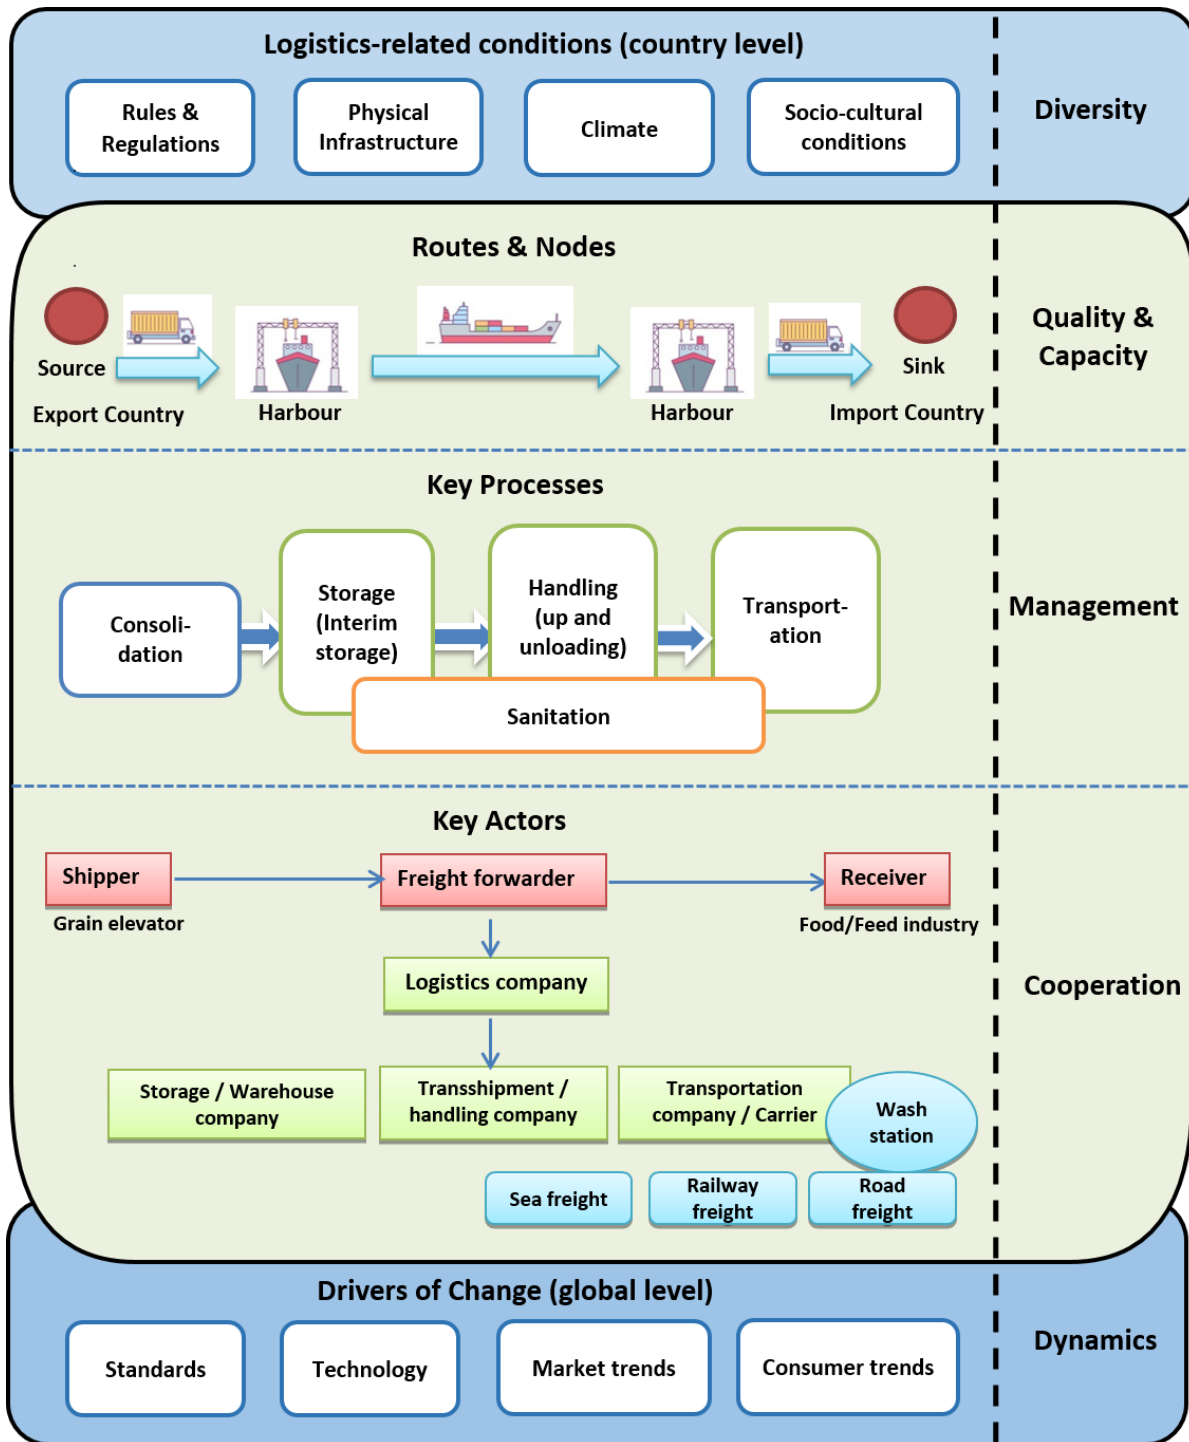 Logistics-related conditions (country level)
Rules &
Regulations
Physical
Infrastructure
Climate
Socio-cultural
conditions
Diversity
Routes & Nodes
Source
Export Country
Harbour
Harbour
Sink
Import Country
Quality &
Capacity
Key Processes
Consoli-
dation
Storage
(Interim
storage)
Handling
(up and
unloading)
Transport-
ation
Sanitation
Management
Key Actors
Shipper
Grain elevator
Freight forwarder
Receiver
Food/Feed industry
Logistics company
Storage / Warehouse
company
Transshipment /
handling company
Transportation
company / Carrier
Wash
station
Sea freight
Railway
freight
Road
freight
Cooperation
Drivers of Change (global level)
Standards
Technology
Market trends
Consumer trends
Dynamics